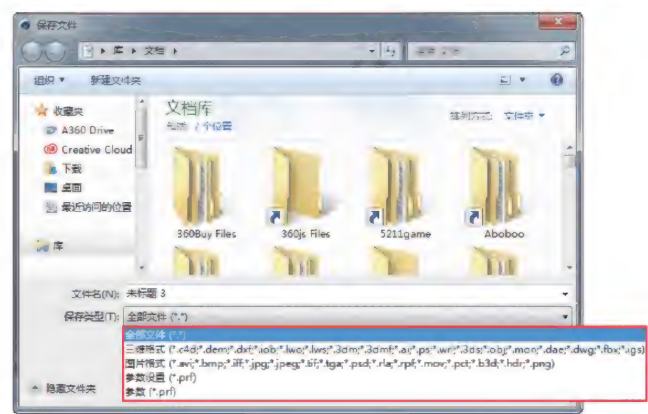 保存文件
库 ▸ 文档 ▸
组织 ▼ 新建文件夹
收藏夹
A360 Drive
Creative Cloud
下载
桌面
最近访问的位置
库
文档库
包括: 7 个位置
排列方式: 文件夹 ▼
360Buy Files
360js Files
5211game
Aboboo
文件名(N): 未标题 3
保存类型(T): 全部文件 (*.*)
全部文件 (*.*)
三维格式 (*.c4d;*.dem;*.dxf;*.iob;*.lwo;*.lws;*.3dm;*.3dmf;*.ai;*.ps;*.wrl;*.3ds;*.obj;*.mon;*.dae;*.dwg;*.fbx;*.igs)
图片格式 (*.avi;*.bmp;*.iff;*.jpg;*.jpeg;*.tif;*.tga;*.psd;*.rla;*.rpf;*.mov;*.pct;*.b3d;*.hdr;*.png)
参数设置 (*.prf)
参数 (*.prf)
隐藏文件夹